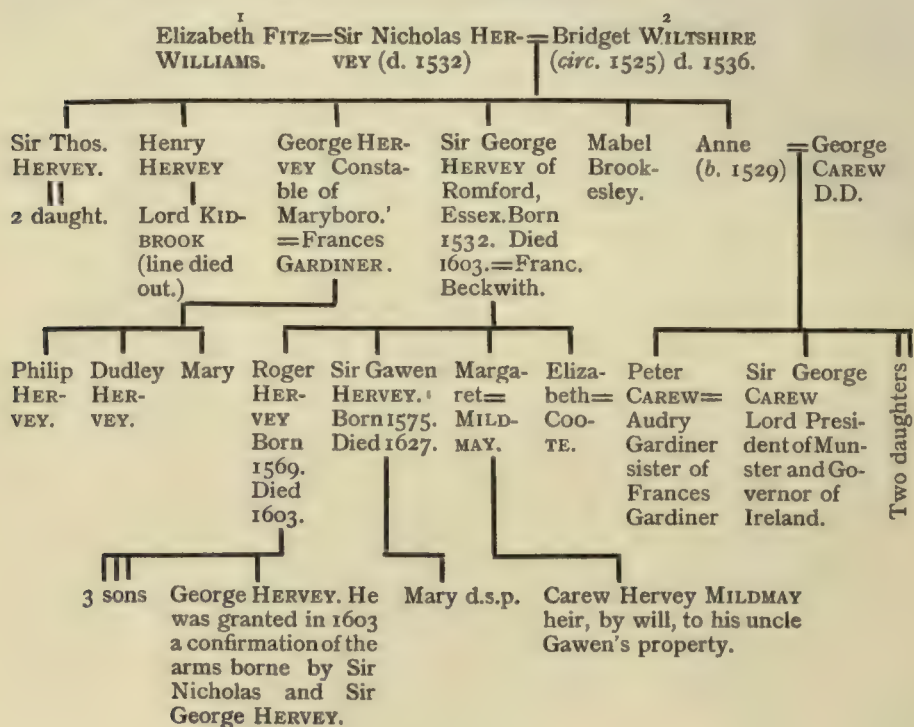 1 2
Elizabeth FITZ=Sir Nicholas HER-=Bridget WILTSHIRE
WILLIAMS. VEY (d. 1532) (circ. 1525) d. 1536.
Sir Thos.
HERVEY.
2 daught.
Henry
HERVEY
Lord KID-
BROOK
(line died
out.)
George HER-
VEY Consta-
ble of
Maryboro.'
=Frances
GARDINER.
Sir George
HERVEY of
Romford,
Essex. Born
1532. Died
1603.=Franc.
Beckwith.
Mabel
Brook-
esley.
Anne
(b. 1529)
=George
CAREW
D.D.
Philip
HER-
VEY.
Dudley
HER-
VEY.
Mary
Roger
HER-
VEY
Born
1569.
Died
1603.
Sir Gawen
HERVEY.
Born 1575.
Died 1627.
Marga-
ret=
MILD-
MAY.
Eliza-
beth=
COO-
TE.
Peter
CAREW=
Audry
Gardiner
sister of
Frances
Gardiner
Sir George
CAREW
Lord Presi-
dent of Mun-
ster and Go-
vernor of
Ireland.
Two daughters
3 sons
George HERVEY. He
was granted in 1603
a confirmation of the
arms borne by Sir
Nicholas and Sir
George HERVEY.
Mary d.s.p.
Carew Hervey MILDMAY
heir, by will, to his uncle
Gawen's property.